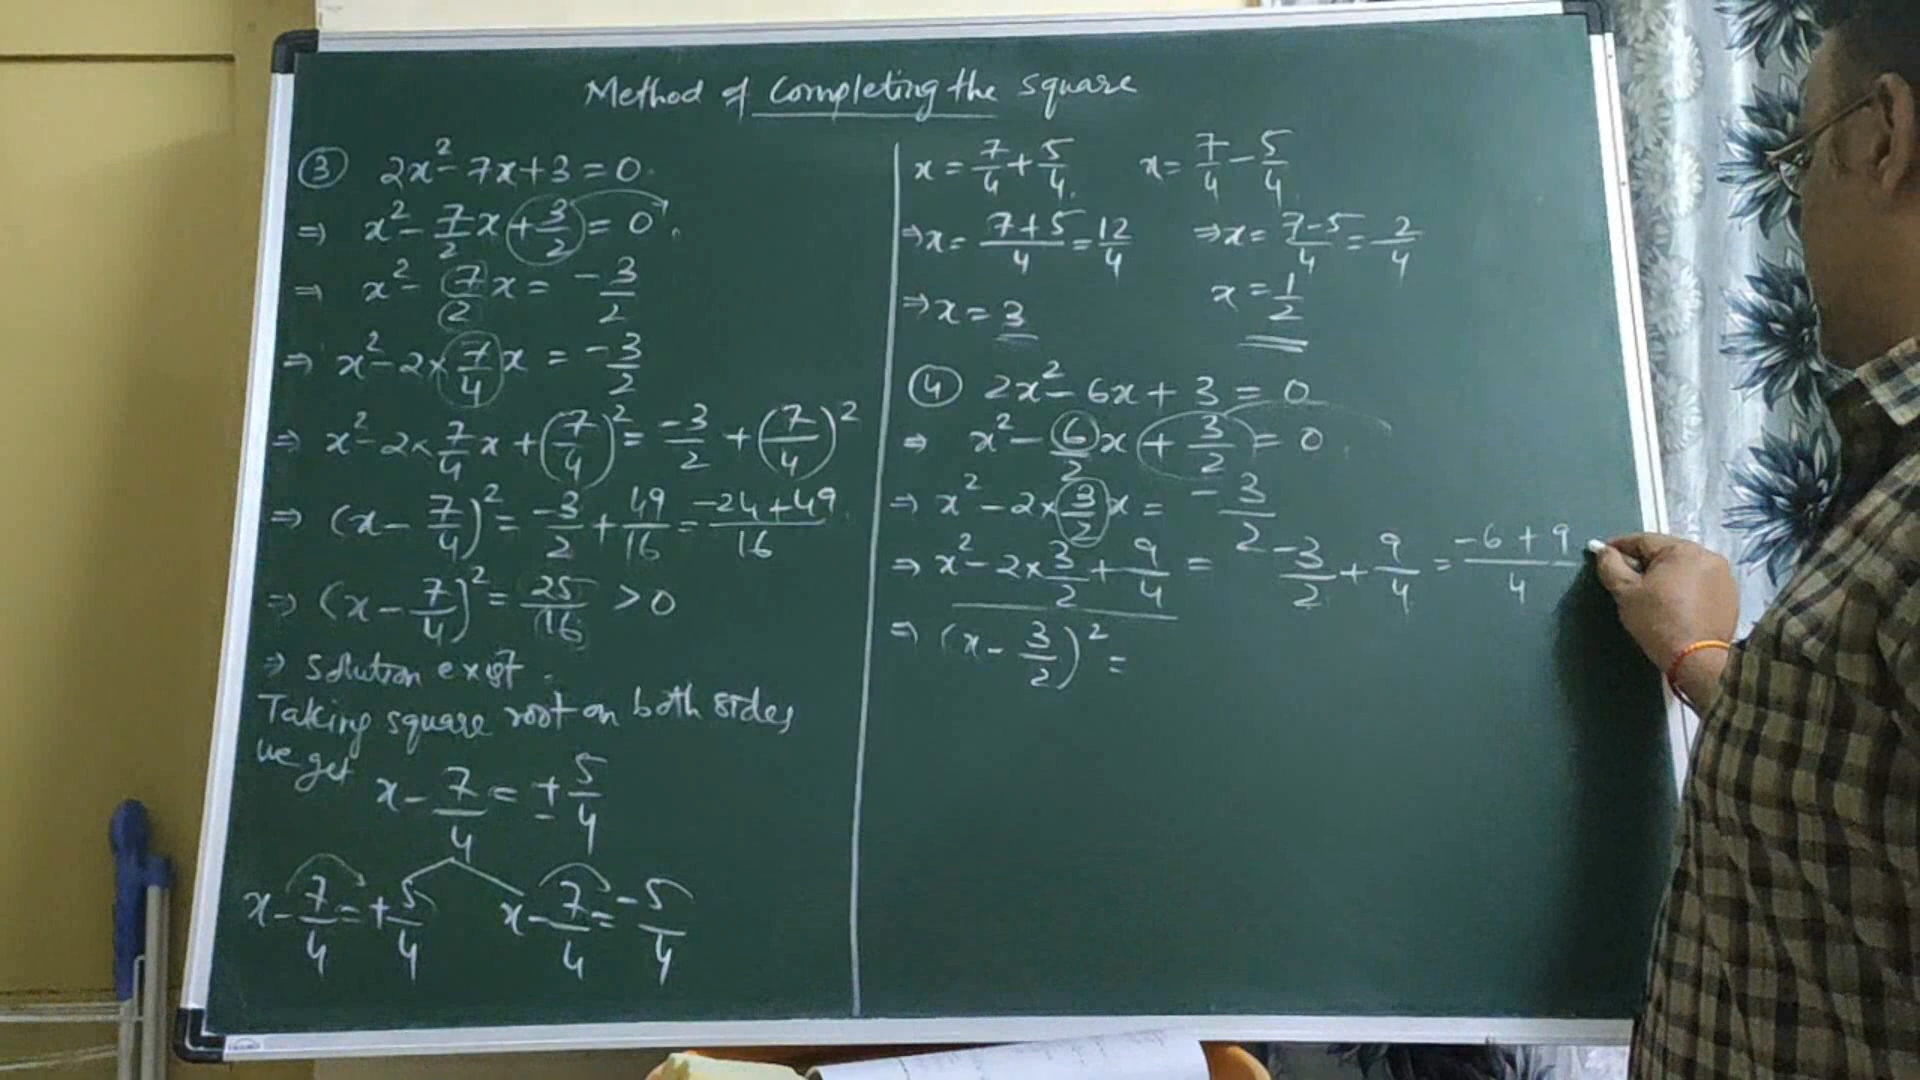 Method of completing the square
③ 2x² - 7x + 3 = 0
⇒ x² - 7/2 x + 3/2 = 0
⇒ x² - 7/2 x = -3/2
⇒ x² - 2 × 7/4 x = -3/2
⇒ x² - 2 × 7/4 x + (7/4)² = -3/2 + (7/4)²
⇒ (x - 7/4)² = -3/2 + 49/16 = (-24 + 49)/16
⇒ (x - 7/4)² = 25/16 > 0
⇒ Solution exist.
Taking square root on both sides
we get
x - 7/4 = ± 5/4
x - 7/4 = + 5/4 x - 7/4 = - 5/4
x = 7/4 + 5/4 x = 7/4 - 5/4
⇒ x = (7+5)/4 = 12/4 ⇒ x = (7-5)/4 = 2/4
⇒ x = 3 x = 1/2
④ 2x² - 6x + 3 = 0
⇒ x² - 6/2 x + 3/2 = 0
⇒ x² - 2 × 3/2 x = -3/2
⇒ x² - 2 × 3/2 + 9/4 = -3/2 + 9/4 = (-6 + 9)/4
⇒ (x - 3/2)² =